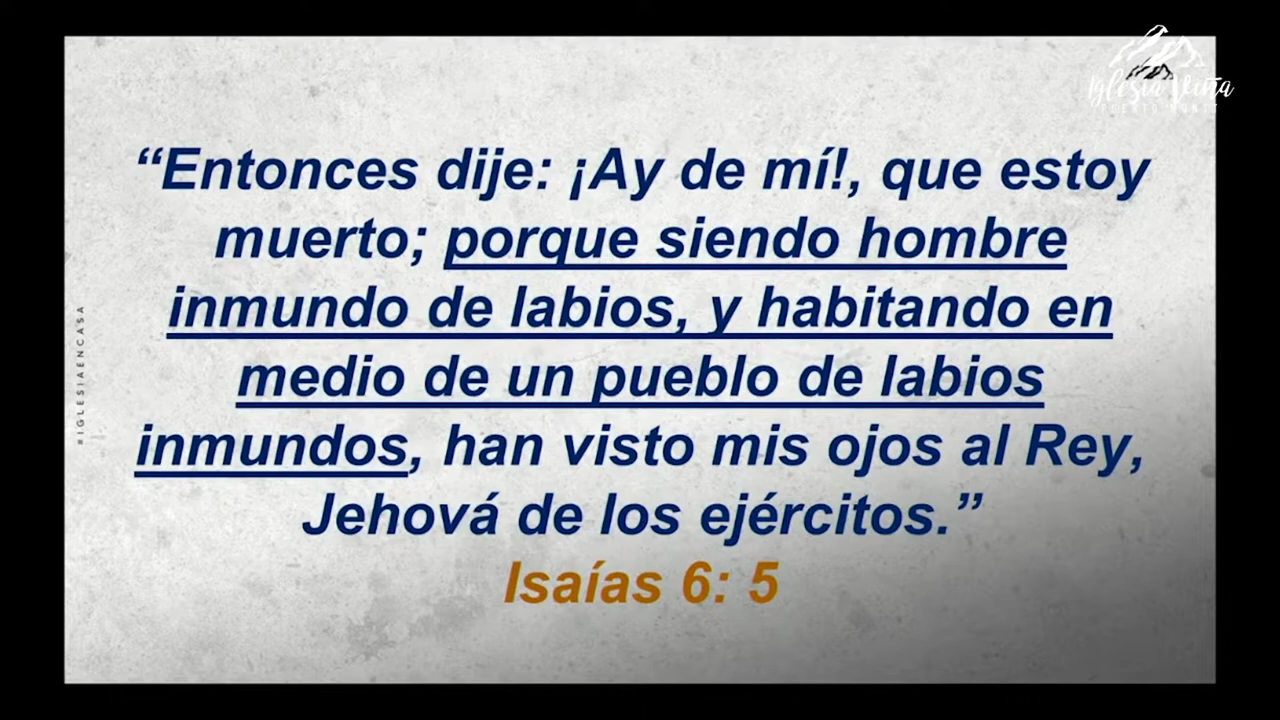 Iglesia Viña
"Entonces dije: ¡Ay de mí!, que estoy
muerto; porque siendo hombre
inmundo de labios, y habitando en
medio de un pueblo de labios
inmundos, han visto mis ojos al Rey,
Jehová de los ejércitos."
Isaías 6: 5
#IGLESIAENCASA